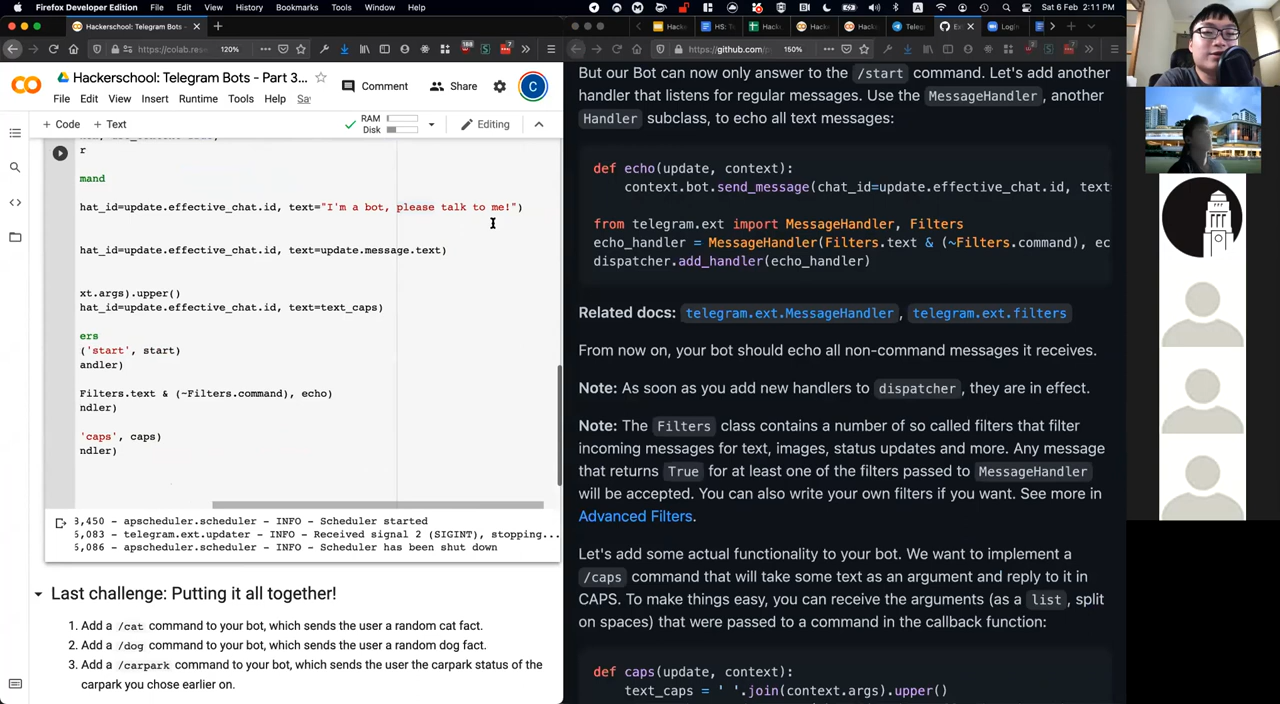 Firefox Developer Edition File Edit View History Bookmarks Tools Window Help
Sat 6 Feb 2:11 PM
Hackerschool: Telegram Bots - Part
https://colab.res
120%
188
Hackerschool: Telegram Bots - Part 3...
Comment
Share
C
File Edit View Insert Runtime Tools Help Sa
+ Code + Text
RAM
Disk
Editing
r
mand
hat_id=update.effective_chat.id, text="I'm a bot, please talk to me!")
hat_id=update.effective_chat.id, text=update.message.text)
xt.args).upper()
hat_id=update.effective_chat.id, text=text_caps)
ers
('start', start)
andler)
Filters.text & (~Filters.command), echo)
ndler)
'caps', caps)
ndler)
3,450 - apscheduler.scheduler - INFO - Scheduler started
5,083 - telegram.ext.updater - INFO - Received signal 2 (SIGINT), stopping...
5,086 - apscheduler.scheduler - INFO - Scheduler has been shut down
Last challenge: Putting it all together!
1. Add a /cat command to your bot, which sends the user a random cat fact.
2. Add a /dog command to your bot, which sends the user a random dog fact.
3. Add a /carpark command to your bot, which sends the user the carpark status of the
carpark you chose earlier on.
Hacke
HS:
Hack
Hacke
Hacke
Telegr
Ex
Login
https://github.com/p
150%
But our Bot can now only answer to the /start command. Let's add another
handler that listens for regular messages. Use the MessageHandler, another
Handler subclass, to echo all text messages:
def echo(update, context):
context.bot.send_message(chat_id=update.effective_chat.id, text=
from telegram.ext import MessageHandler, Filters
echo_handler = MessageHandler(Filters.text & (~Filters.command), ec
dispatcher.add_handler(echo_handler)
Related docs: telegram.ext.MessageHandler, telegram.ext.filters
From now on, your bot should echo all non-command messages it receives.
Note: As soon as you add new handlers to dispatcher, they are in effect.
Note: The Filters class contains a number of so called filters that filter
incoming messages for text, images, status updates and more. Any message
that returns True for at least one of the filters passed to MessageHandler
will be accepted. You can also write your own filters if you want. See more in
Advanced Filters.
Let's add some actual functionality to your bot. We want to implement a
/caps command that will take some text as an argument and reply to it in
CAPS. To make things easy, you can receive the arguments (as a list, split
on spaces) that were passed to a command in the callback function:
def caps(update, context):
text_caps = ' '.join(context.args).upper()